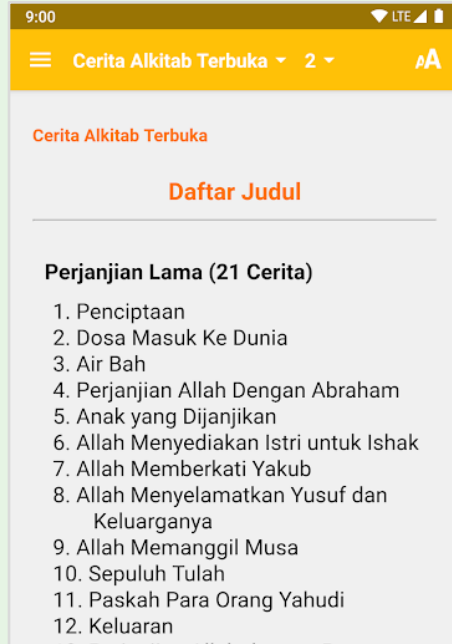 9:00 LTE
Cerita Alkitab Terbuka 2 AA
Cerita Alkitab Terbuka
Daftar Judul
Perjanjian Lama (21 Cerita)
1. Penciptaan
2. Dosa Masuk Ke Dunia
3. Air Bah
4. Perjanjian Allah Dengan Abraham
5. Anak yang Dijanjikan
6. Allah Menyediakan Istri untuk Ishak
7. Allah Memberkati Yakub
8. Allah Menyelamatkan Yusuf dan
Keluarganya
9. Allah Memanggil Musa
10. Sepuluh Tulah
11. Paskah Para Orang Yahudi
12. Keluaran